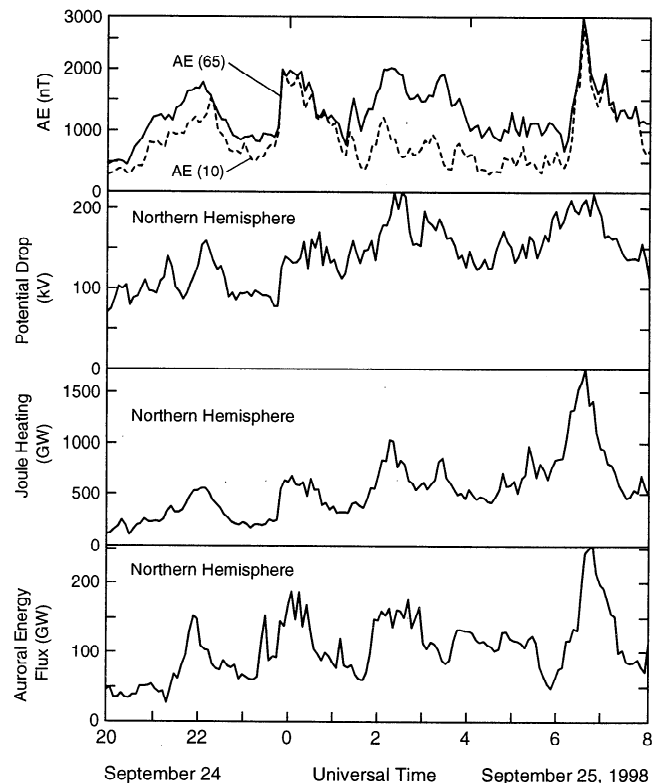 3000
AE (65)
2000
AE (nT)
1000
AE (10)
0
200
Northern Hemisphere
Potential Drop
(kV)
100
0
1500
Northern Hemisphere
Joule Heating
(GW)
1000
500
0
Northern Hemisphere
200
Auroral Energy
Flux (GW)
100
0
20 22 0 2 4 6 8
September 24 Universal Time September 25, 1998